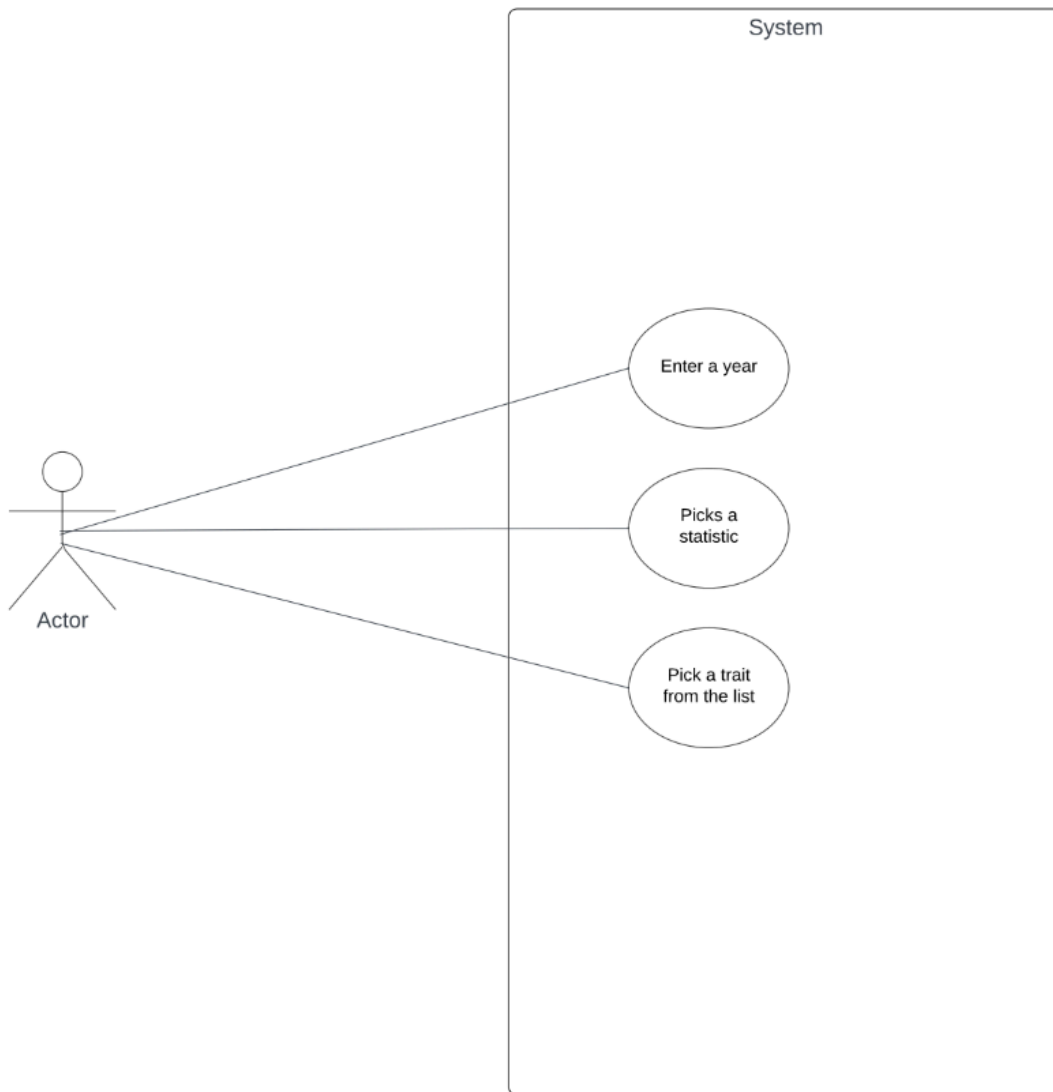 System
Enter a year
Picks a
statistic
Actor
Pick a trait
from the list